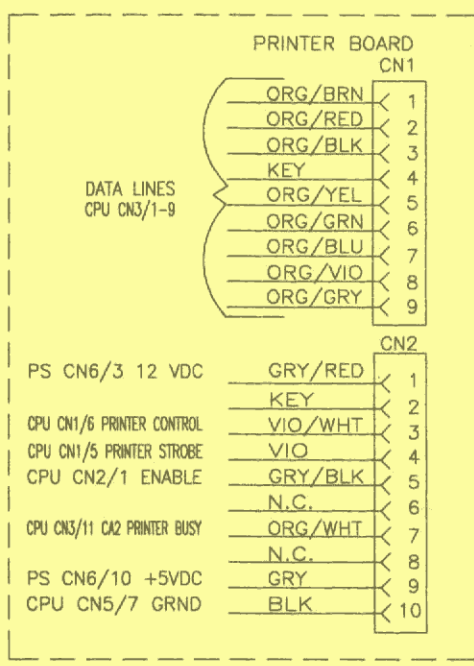 PRINTER BOARD
CN1
ORG/BRN 1
ORG/RED 2
ORG/BLK 3
KEY 4
DATA LINES
CPU CN3/1-9
ORG/YEL 5
ORG/GRN 6
ORG/BLU 7
ORG/VIO 8
ORG/GRY 9
CN2
PS CN6/3 12 VDC GRY/RED 1
KEY 2
CPU CN1/6 PRINTER CONTROL VIO/WHT 3
CPU CN1/5 PRINTER STROBE VIO 4
CPU CN2/1 ENABLE GRY/BLK 5
N.C. 6
CPU CN3/11 CA2 PRINTER BUSY ORG/WHT 7
N.C. 8
PS CN6/10 +5VDC GRY 9
CPU CN5/7 GRND BLK 10